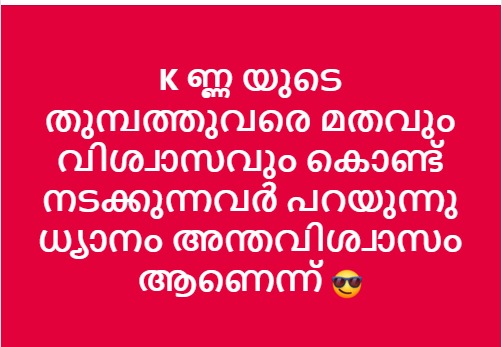 K ണ്ണ യുടെ
തുമ്പത്തുവരെ മതവും
വിശ്വാസവും കൊണ്ട്
നടക്കുന്നവർ പറയുന്നു
ധ്യാനം അന്തവിശ്വാസം
ആണെന്ന് 😎